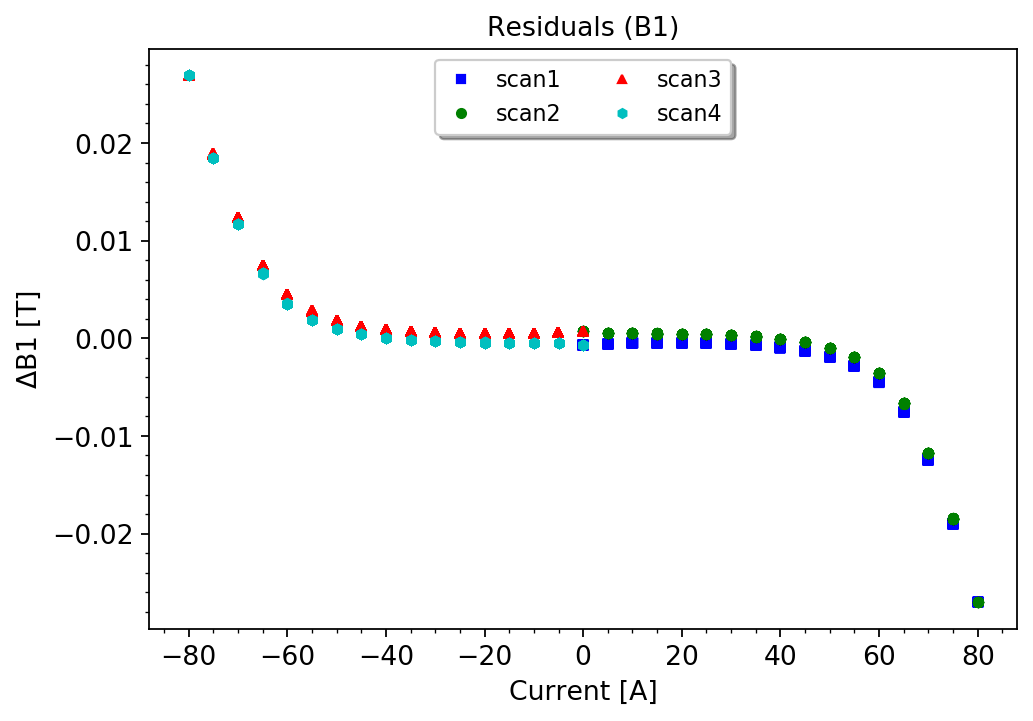 Residuals (B1)
scan1 scan3
scan2 scan4
0.02
0.01
0.00
−0.01
−0.02
ΔB1 [T]
−80 −60 −40 −20 0 20 40 60 80
Current [A]